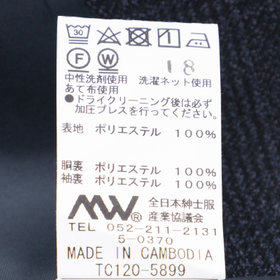 30
F W 18
中性洗剤使用 洗濯ネット使用
あて布使用
●ドライクリーニング後は必ず
加圧プレスを行ってください。
表地 ポリエステル 100%
胴裏 ポリエステル 100%
袖裏 ポリエステル 100%
MW® 全日本紳士服
産業協議会
TEL 052-211-2131
5-0370
MADE IN CAMBODIA
TC120-5899